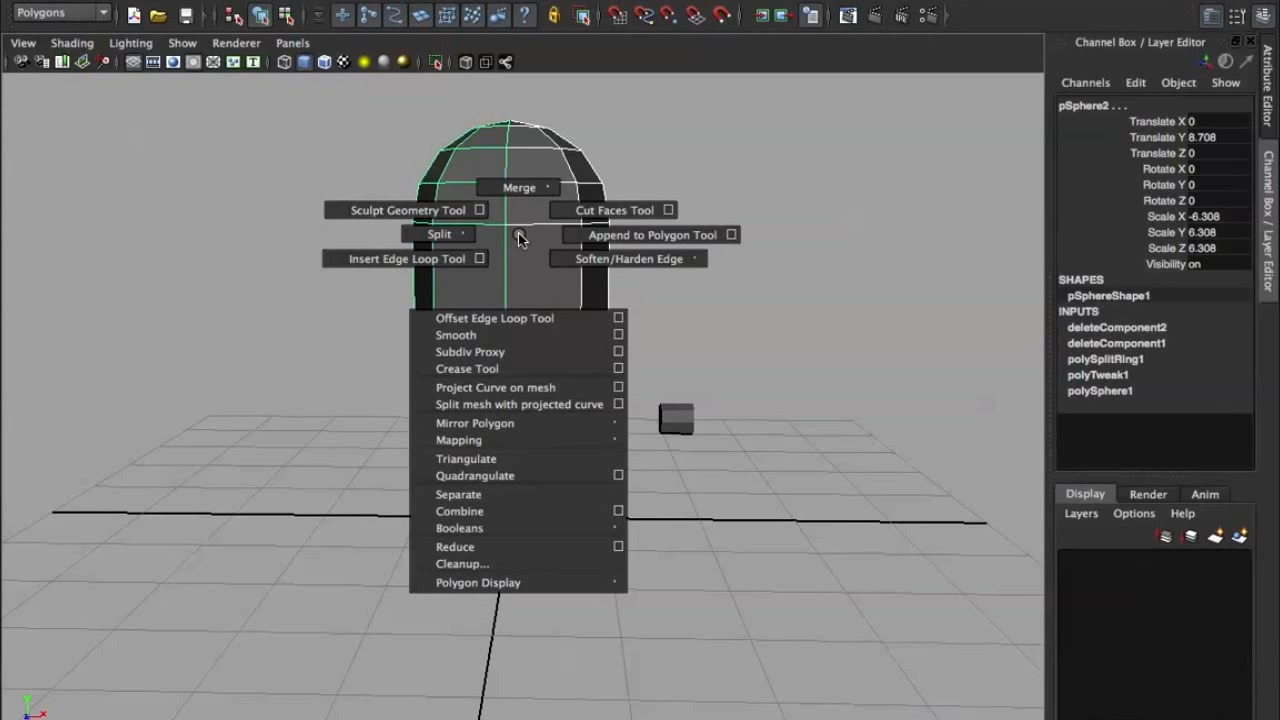 Polygons
View Shading Lighting Show Renderer Panels
Channel Box / Layer Editor
Channels Edit Object Show
pSphere2 . . .
Translate X 0
Translate Y 8.708
Translate Z 0
Rotate X 0
Rotate Y 0
Rotate Z 0
Scale X -6.308
Scale Y 6.308
Scale Z 6.308
Visibility on
SHAPES
pSphereShape1
INPUTS
deleteComponent2
deleteComponent1
polySplitRing1
polyTweak1
polySphere1
Display Render Anim
Layers Options Help
Attribute Editor
Channel Box / Layer Editor
Merge
Sculpt Geometry Tool
Cut Faces Tool
Split
Append to Polygon Tool
Insert Edge Loop Tool
Soften/Harden Edge
Offset Edge Loop Tool
Smooth
Subdiv Proxy
Crease Tool
Project Curve on mesh
Split mesh with projected curve
Mirror Polygon
Mapping
Triangulate
Quadrangulate
Separate
Combine
Booleans
Reduce
Cleanup...
Polygon Display